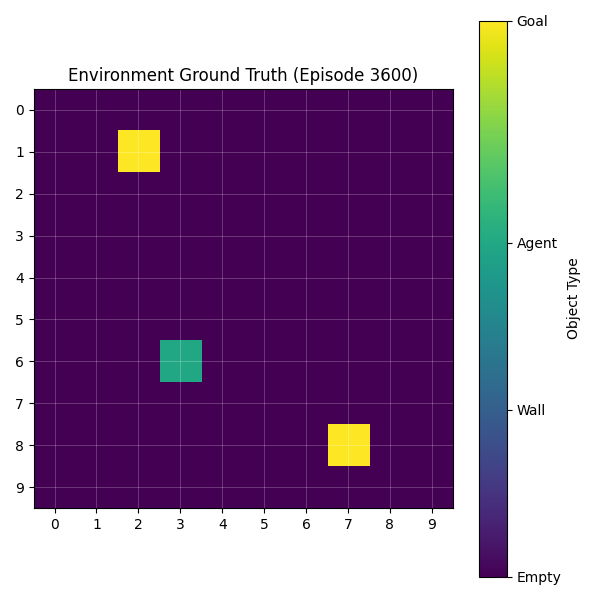 Environment Ground Truth (Episode 3600)
0
1
2
3
4
5
6
7
8
9
0 1 2 3 4 5 6 7 8 9
Goal
Agent
Wall
Empty
Object Type